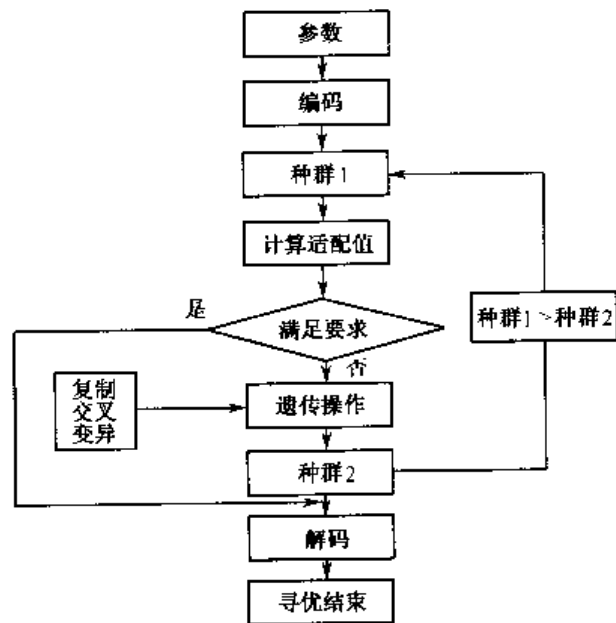 参数
编码
种群1
计算适配值
是
满足要求
种群1>种群2
否
复制
交叉
变异
遗传操作
种群2
解码
寻优结束